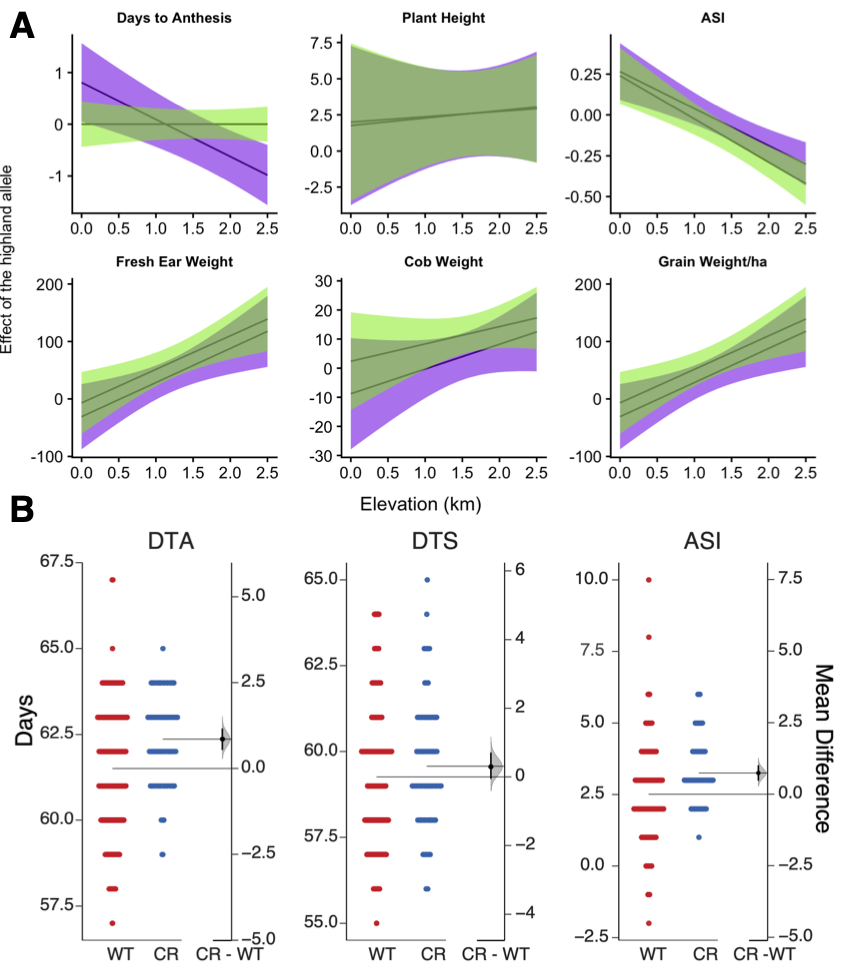 A
Days to Anthesis
Plant Height
ASI
1
0
-1
0.0 0.5 1.0 1.5 2.0 2.5
7.5
5.0
2.5
0.0
-2.5
0.0 0.5 1.0 1.5 2.0 2.5
0.25
0.00
-0.25
-0.50
0.0 0.5 1.0 1.5 2.0 2.5
Effect of the highland allele
Fresh Ear Weight
Cob Weight
Grain Weight/ha
200
100
0
-100
0.0 0.5 1.0 1.5 2.0 2.5
30
20
10
0
-10
-20
-30
0.0 0.5 1.0 1.5 2.0 2.5
200
100
0
-100
0.0 0.5 1.0 1.5 2.0 2.5
Elevation (km)
B
DTA
DTS
ASI
Days
67.5
65.0
62.5
60.0
57.5
5.0
2.5
0.0
−2.5
−5.0
WT CR CR - WT
65.0
62.5
60.0
57.5
55.0
6
4
2
0
−2
−4
WT CR CR - WT
10.0
7.5
5.0
2.5
0.0
−2.5
7.5
5.0
2.5
0.0
−2.5
−5.0
WT CR CR -WT
Mean Difference